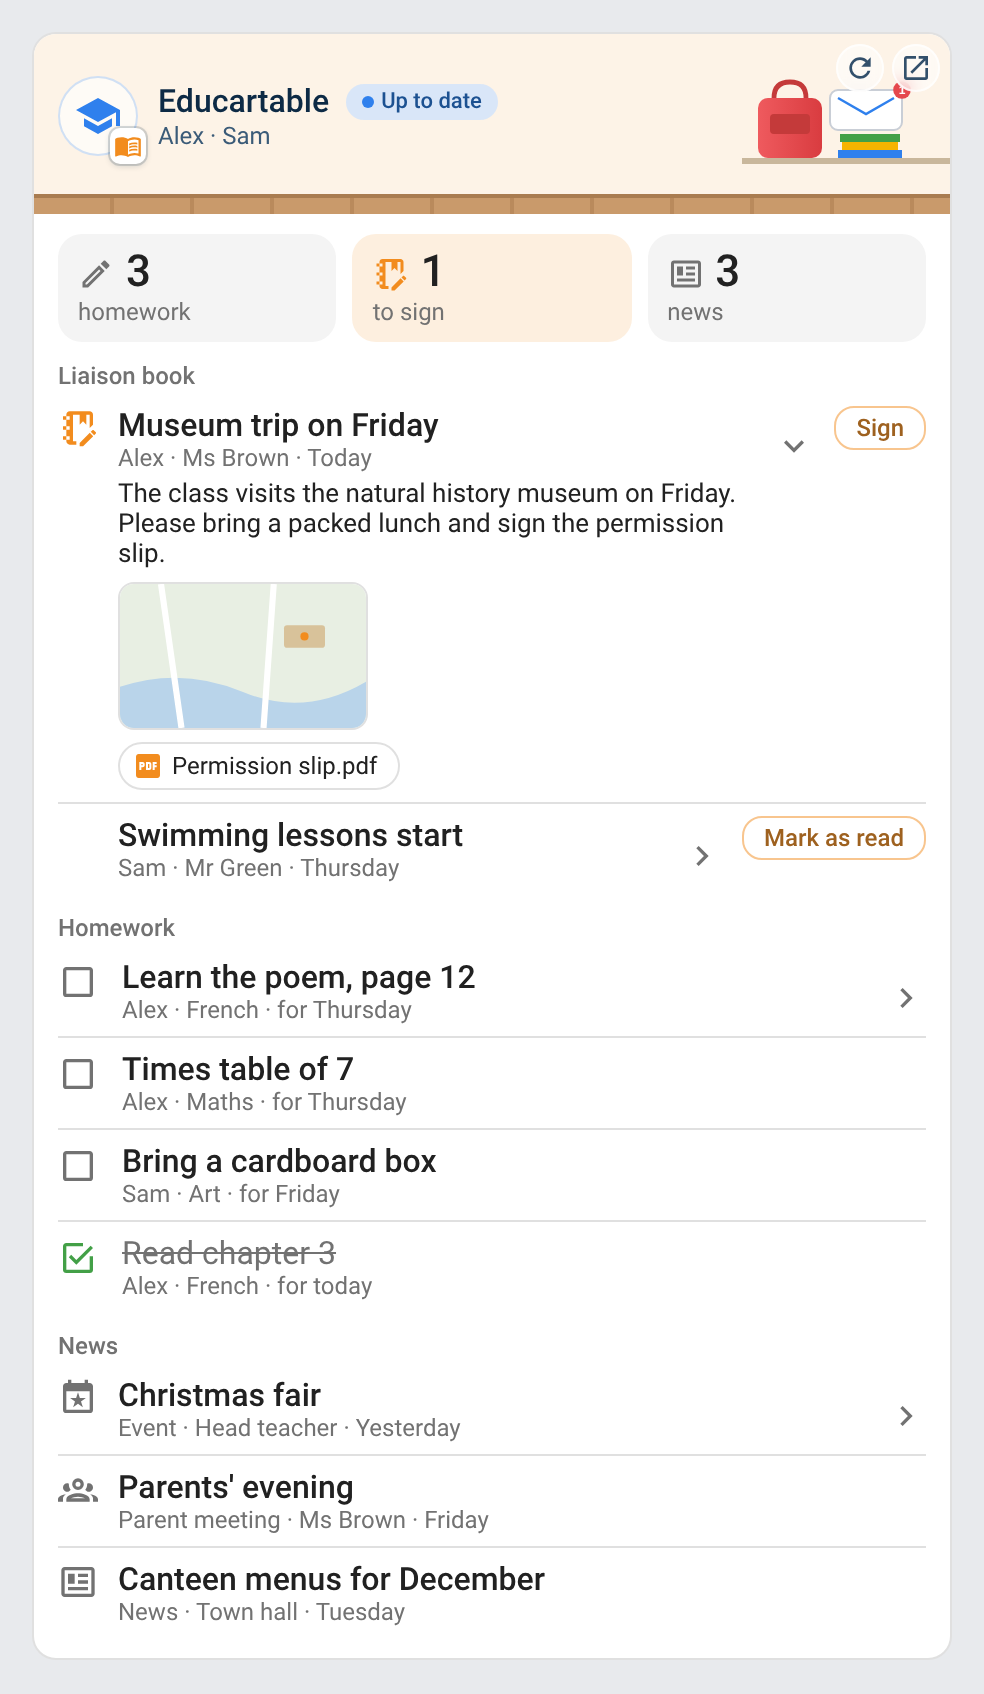 Educartable
Up to date
Alex · Sam
1
3
homework
1
to sign
3
news
Liaison book
Museum trip on Friday
Alex · Ms Brown · Today
Sign
The class visits the natural history museum on Friday.
Please bring a packed lunch and sign the permission
slip.
PDF
Permission slip.pdf
Swimming lessons start
Sam · Mr Green · Thursday
Mark as read
Homework
Learn the poem, page 12
Alex · French · for Thursday
Times table of 7
Alex · Maths · for Thursday
Bring a cardboard box
Sam · Art · for Friday
Read chapter 3
Alex · French · for today
News
Christmas fair
Event · Head teacher · Yesterday
Parents' evening
Parent meeting · Ms Brown · Friday
Canteen menus for December
News · Town hall · Tuesday